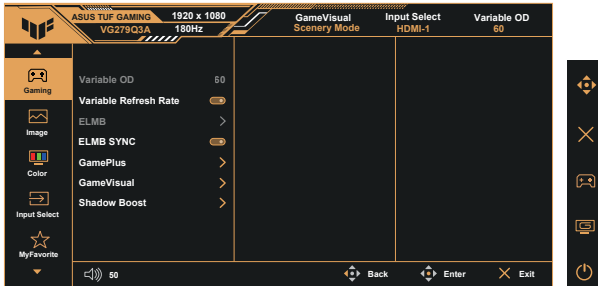 ASUS TUF GAMING 1920 x 1080
VG279Q3A 180Hz
GameVisual
Scenery Mode
Input Select
HDMI-1
Variable OD
60
Gaming
Image
Color
Input Select
MyFavorite
Variable OD 60
Variable Refresh Rate
ELMB >
ELMB SYNC
GamePlus >
GameVisual >
Shadow Boost >
50
Back
Enter
Exit